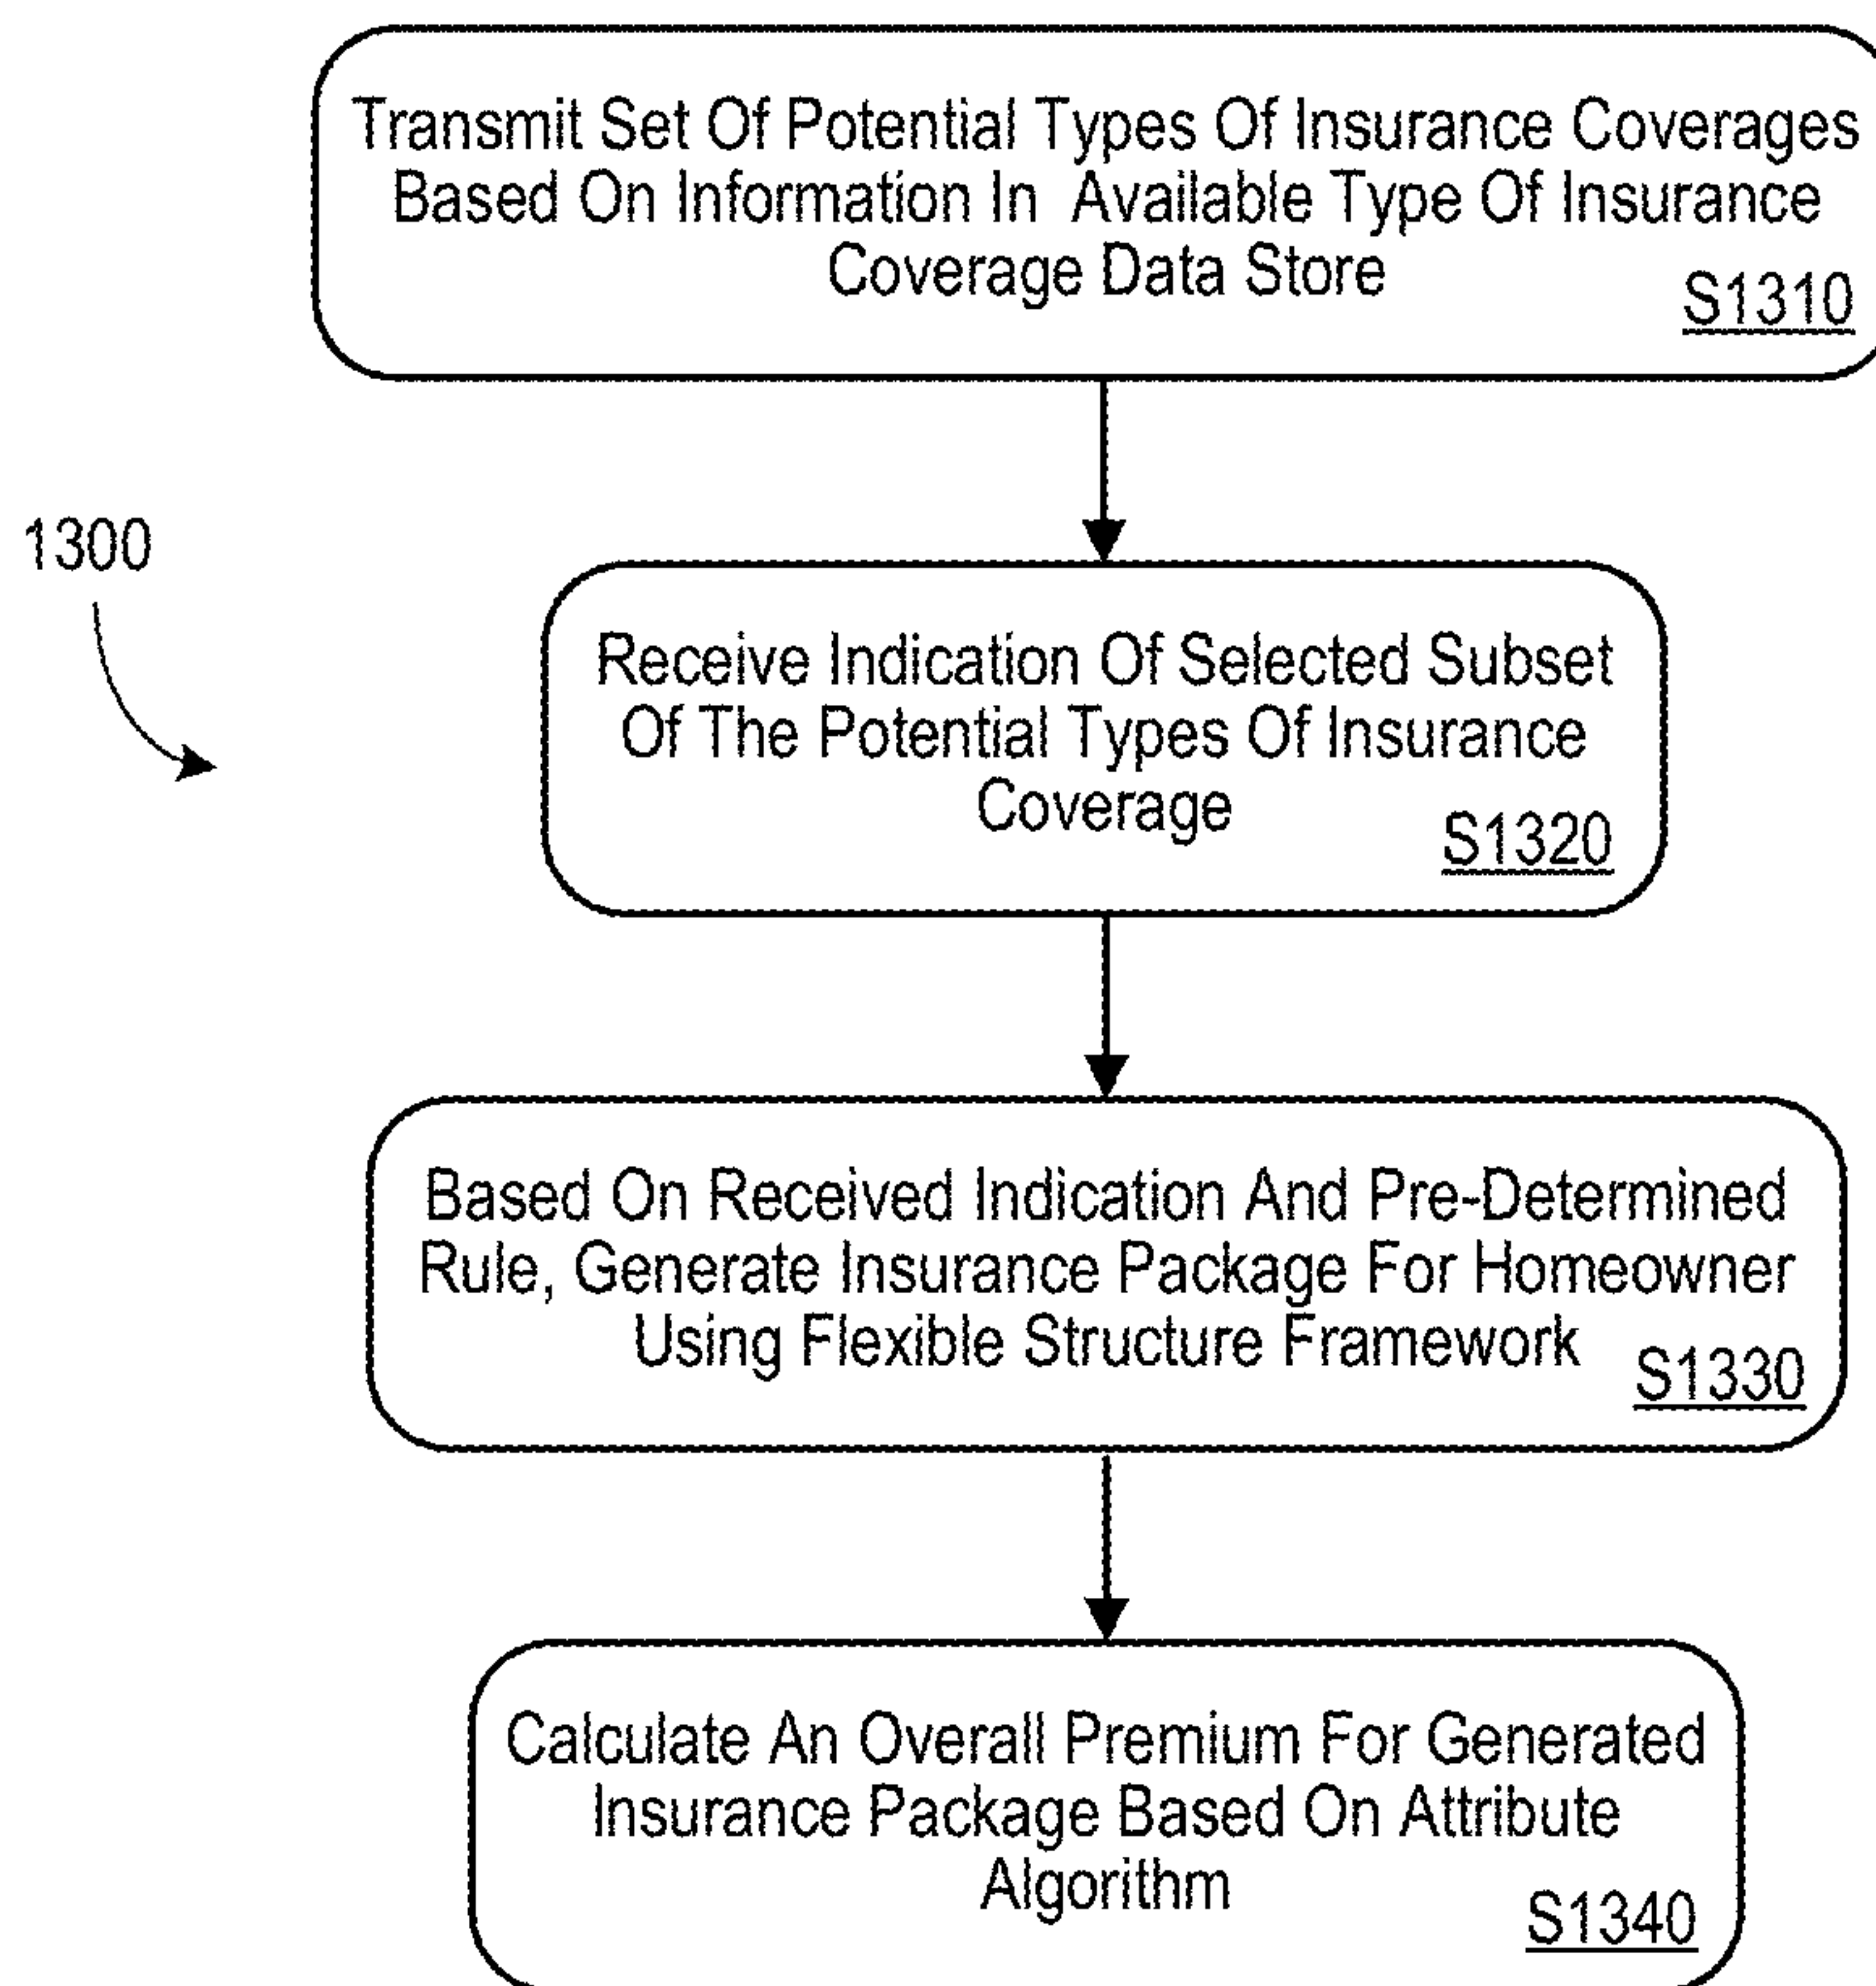 Transmit Set Of Potential Types Of Insurance Coverages
Based On Information In Available Type Of Insurance
Coverage Data Store
S1310
1300
Receive Indication Of Selected Subset
Of The Potential Types Of Insurance
Coverage
S1320
Based On Received Indication And Pre-Determined
Rule, Generate Insurance Package For Homeowner
Using Flexible Structure Framework
S1330
Calculate An Overall Premium For Generated
Insurance Package Based On Attribute
Algorithm
S1340